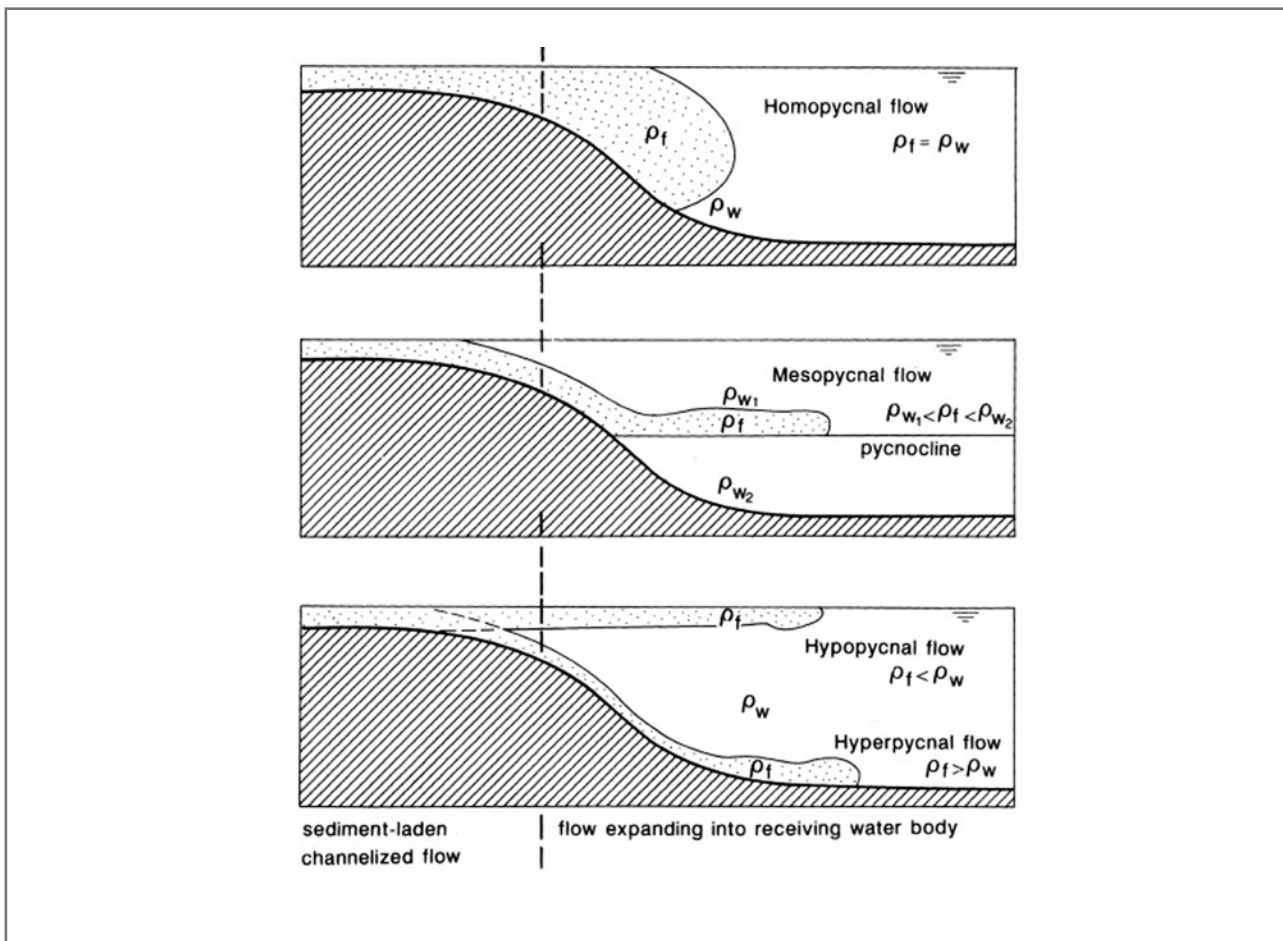 Homopycnal flow
ρf = ρw
ρf
ρw
Mesopycnal flow
ρw1
ρw1 < ρf < ρw2
ρf
pycnocline
ρw2
ρf
Hypopycnal flow
ρf < ρw
ρw
Hyperpycnal flow
ρf
ρf > ρw
sediment-laden
channelized flow
flow expanding into receiving water body